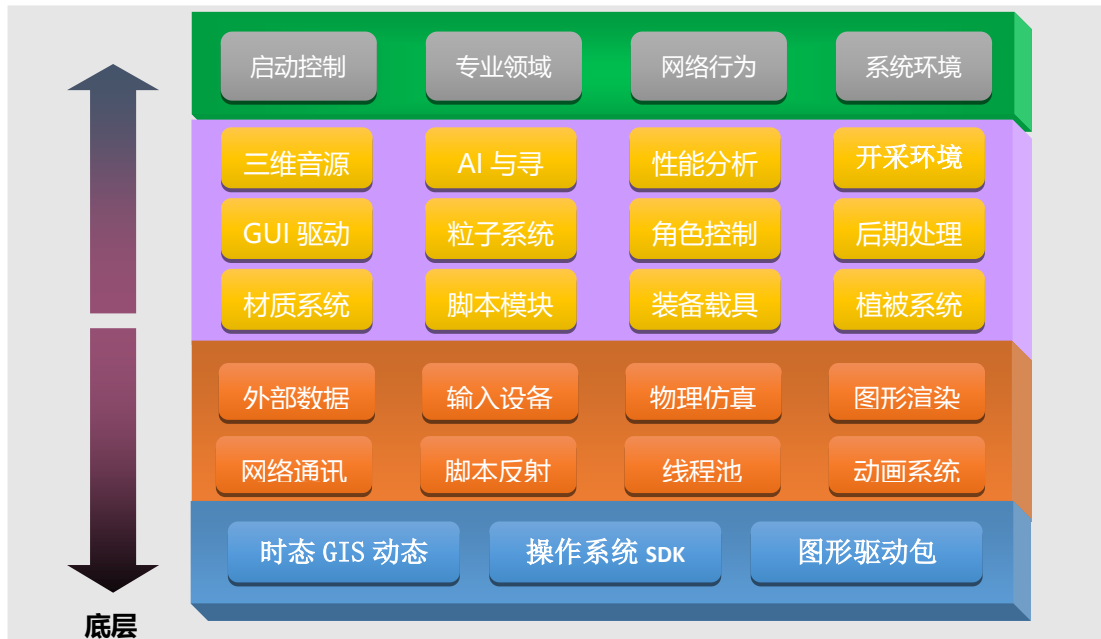 启动控制 专业领域 网络行为 系统环境
三维音源 AI 与寻 性能分析 开采环境
GUI 驱动 粒子系统 角色控制 后期处理
材质系统 脚本模块 装备载具 植被系统
外部数据 输入设备 物理仿真 图形渲染
网络通讯 脚本反射 线程池 动画系统
时态 GIS 动态 操作系统 SDK 图形驱动包
底层